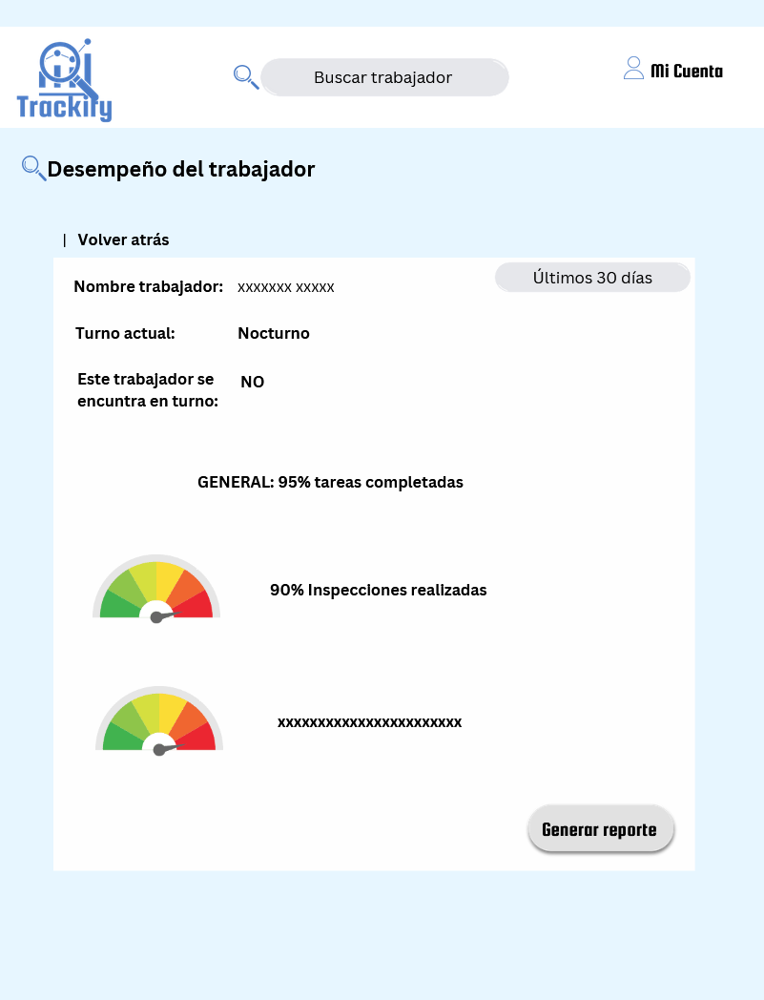 Trackify
Buscar trabajador
Mi Cuenta
Desempeño del trabajador
| Volver atrás
Últimos 30 días
Nombre trabajador: xxxxxxx xxxxx
Turno actual: Nocturno
Este trabajador se
encuntra en turno: NO
GENERAL: 95% tareas completadas
90% Inspecciones realizadas
xxxxxxxxxxxxxxxxxxxxxxx
Generar reporte